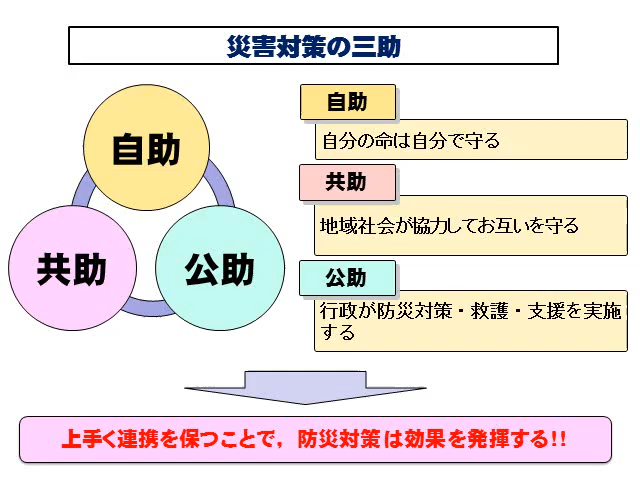 災害対策の三助
自助
共助
公助
自助
自分の命は自分で守る
共助
地域社会が協力してお互いを守る
公助
行政が防災対策・救護・支援を実施
する
上手く連携を保つことで，防災対策は効果を発揮する!!